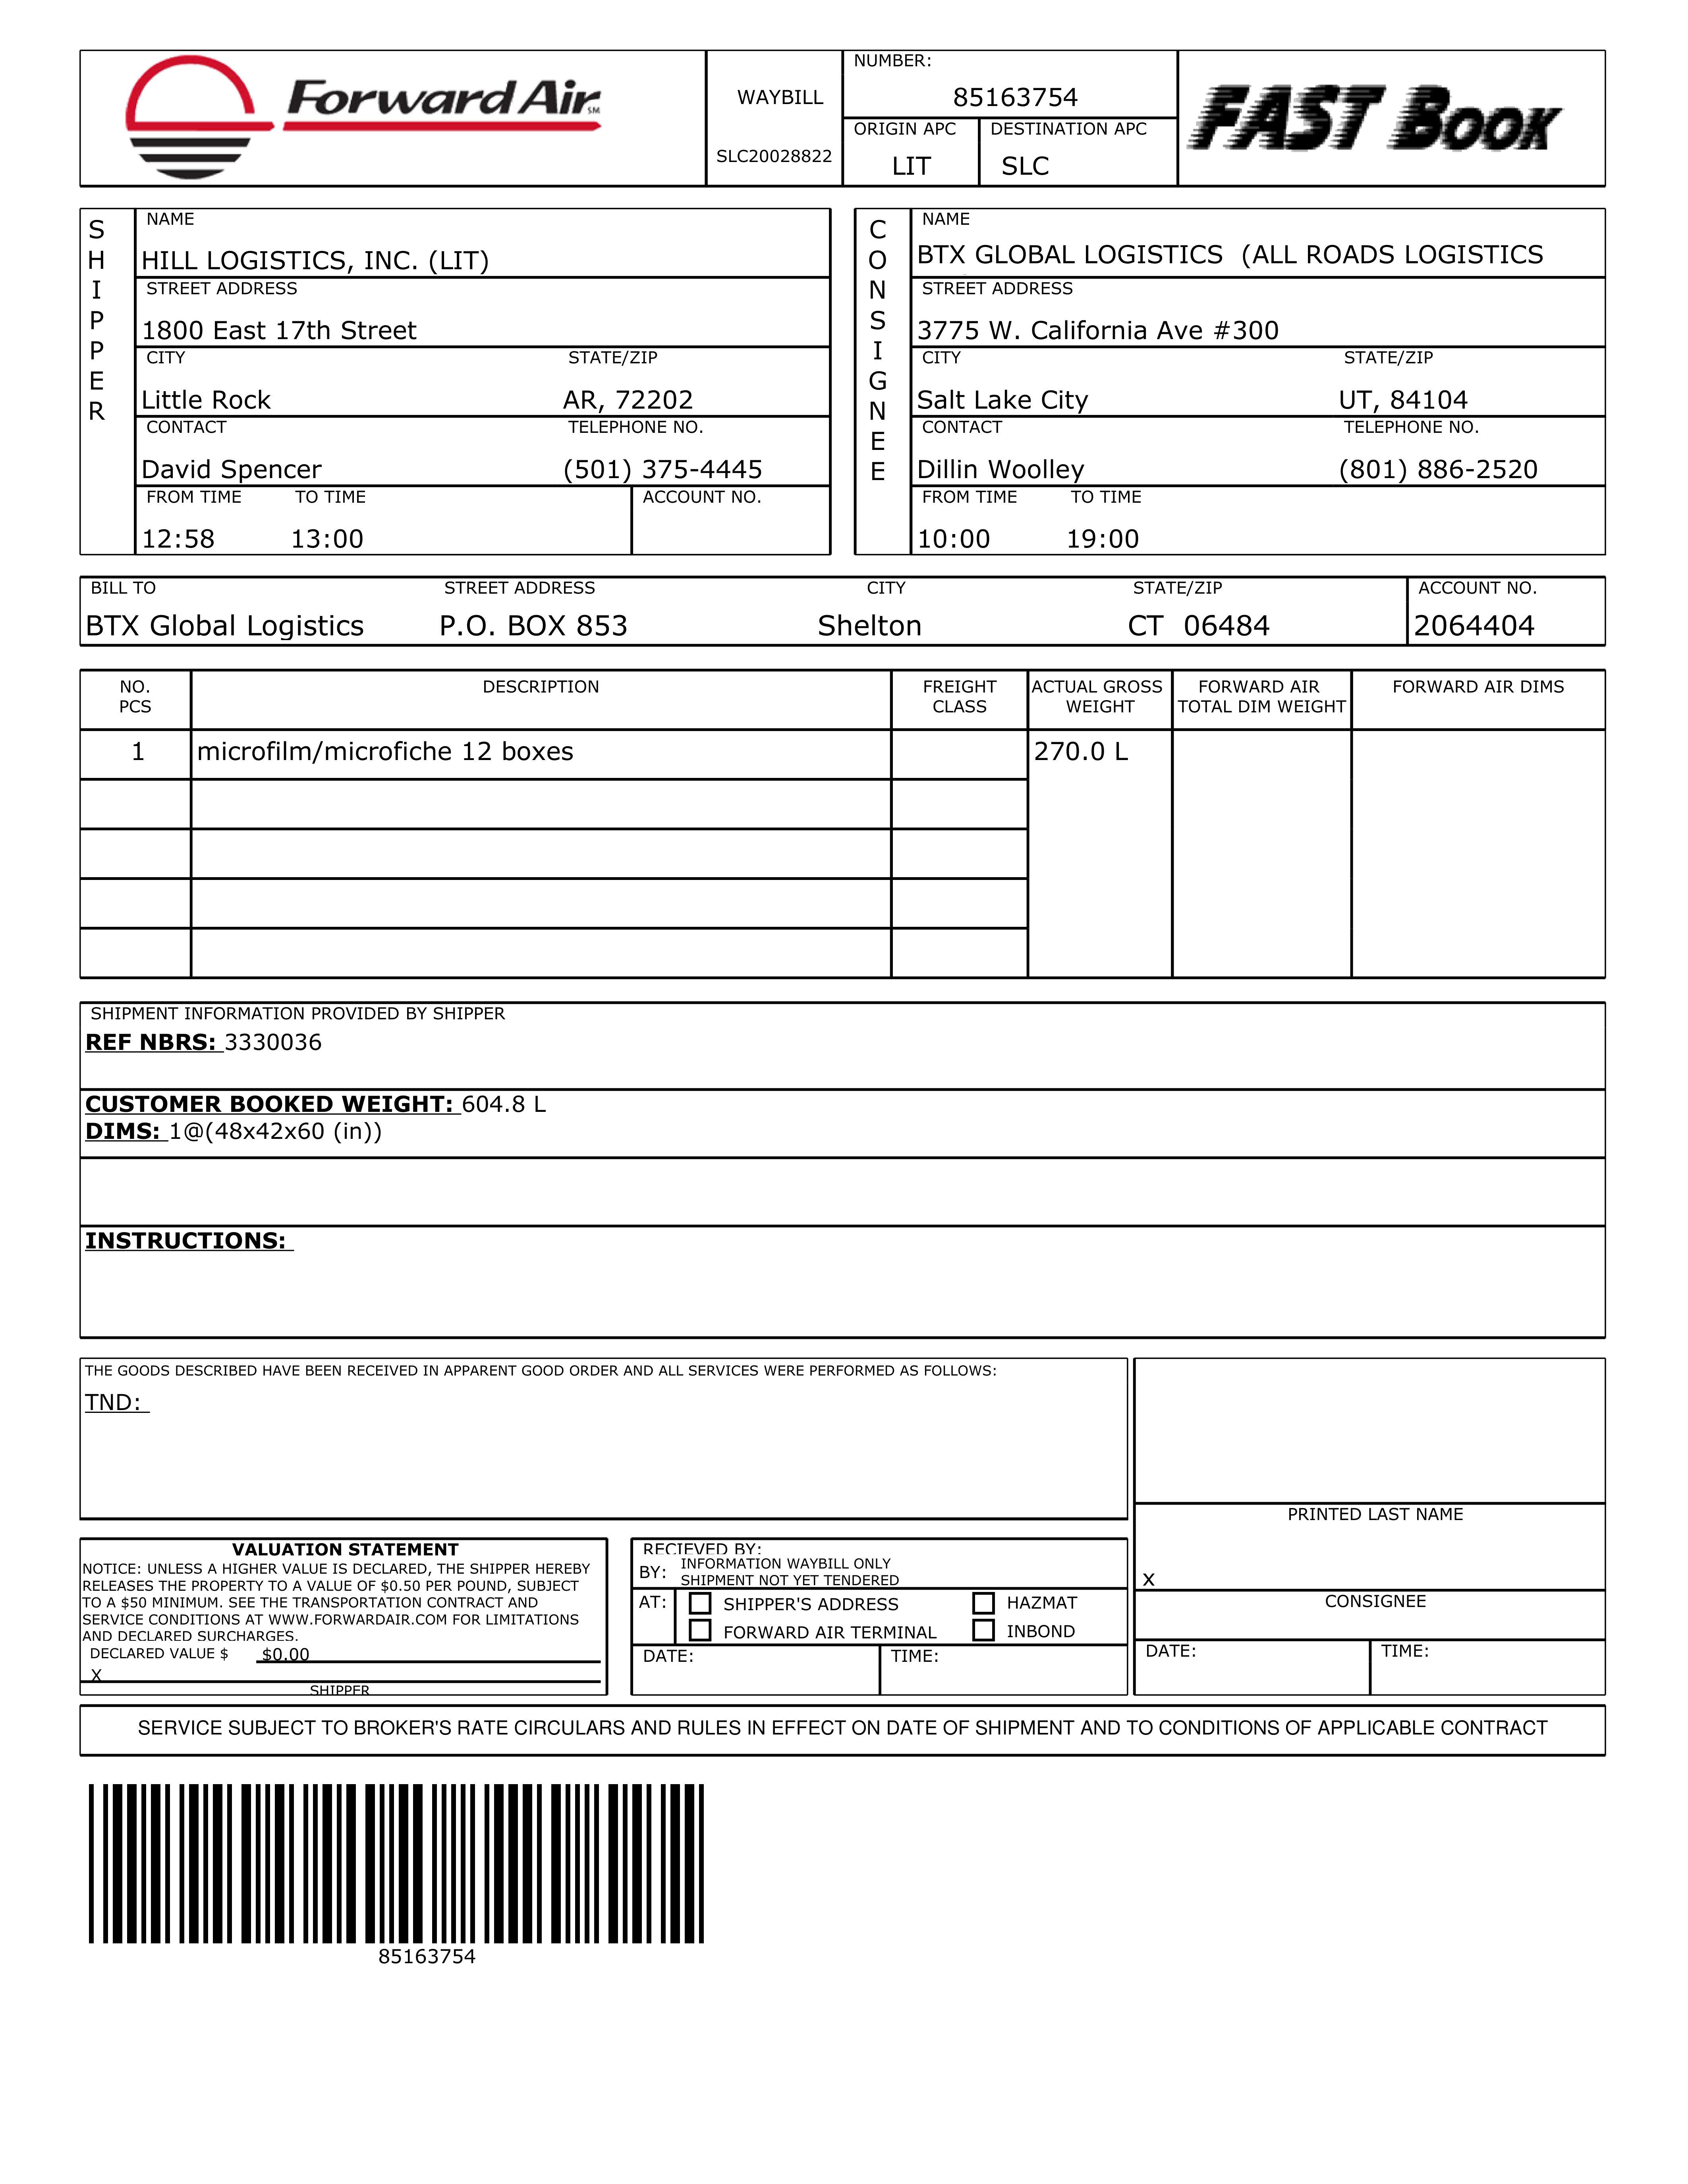 Forward Air SM
WAYBILL
SLC20028822
NUMBER:
85163754
ORIGIN APC
LIT
DESTINATION APC
SLC
FAST BOOK
SHIPPER
NAME
HILL LOGISTICS, INC. (LIT)
STREET ADDRESS
1800 East 17th Street
CITY STATE/ZIP
Little Rock AR, 72202
CONTACT TELEPHONE NO.
David Spencer (501) 375-4445
FROM TIME TO TIME ACCOUNT NO.
12:58 13:00
CONSIGNEE
NAME
BTX GLOBAL LOGISTICS (ALL ROADS LOGISTICS
STREET ADDRESS
3775 W. California Ave #300
CITY STATE/ZIP
Salt Lake City UT, 84104
CONTACT TELEPHONE NO.
Dillin Woolley (801) 886-2520
FROM TIME TO TIME
10:00 19:00
BILL TO STREET ADDRESS CITY STATE/ZIP ACCOUNT NO.
BTX Global Logistics P.O. BOX 853 Shelton CT 06484 2064404
NO. PCS DESCRIPTION FREIGHT CLASS ACTUAL GROSS WEIGHT FORWARD AIR TOTAL DIM WEIGHT FORWARD AIR DIMS
1 microfilm/microfiche 12 boxes 270.0 L
SHIPMENT INFORMATION PROVIDED BY SHIPPER
REF NBRS: 3330036
CUSTOMER BOOKED WEIGHT: 604.8 L
DIMS: 1@(48x42x60 (in))
INSTRUCTIONS:
THE GOODS DESCRIBED HAVE BEEN RECEIVED IN APPARENT GOOD ORDER AND ALL SERVICES WERE PERFORMED AS FOLLOWS:
TND:
VALUATION STATEMENT
NOTICE: UNLESS A HIGHER VALUE IS DECLARED, THE SHIPPER HEREBY
RELEASES THE PROPERTY TO A VALUE OF $0.50 PER POUND, SUBJECT
TO A $50 MINIMUM. SEE THE TRANSPORTATION CONTRACT AND
SERVICE CONDITIONS AT WWW.FORWARDAIR.COM FOR LIMITATIONS
AND DECLARED SURCHARGES.
DECLARED VALUE $ $0.00
X
SHIPPER
RECIEVED BY:
BY: INFORMATION WAYBILL ONLY
SHIPMENT NOT YET TENDERED
AT: SHIPPER'S ADDRESS HAZMAT
FORWARD AIR TERMINAL INBOND
DATE: TIME:
PRINTED LAST NAME
X
CONSIGNEE
DATE: TIME:
SERVICE SUBJECT TO BROKER'S RATE CIRCULARS AND RULES IN EFFECT ON DATE OF SHIPMENT AND TO CONDITIONS OF APPLICABLE CONTRACT
85163754